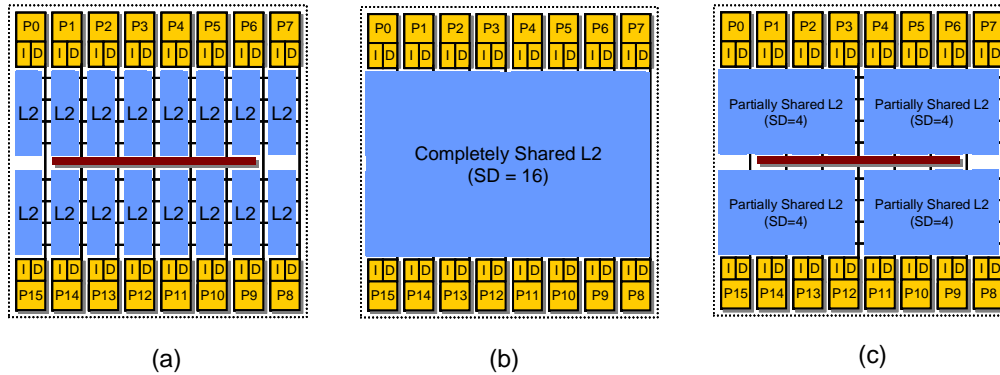 P0 P1 P2 P3 P4 P5 P6 P7
I D I D I D I D I D I D I D I D
L2 L2 L2 L2 L2 L2 L2 L2
L2 L2 L2 L2 L2 L2 L2 L2
I D I D I D I D I D I D I D I D
P15 P14 P13 P12 P11 P10 P9 P8
(a)
P0 P1 P2 P3 P4 P5 P6 P7
I D I D I D I D I D I D I D I D
Completely Shared L2
(SD = 16)
I D I D I D I D I D I D I D I D
P15 P14 P13 P12 P11 P10 P9 P8
(b)
P0 P1 P2 P3 P4 P5 P6 P7
I D I D I D I D I D I D I D I D
Partially Shared L2
(SD=4)
Partially Shared L2
(SD=4)
Partially Shared L2
(SD=4)
Partially Shared L2
(SD=4)
I D I D I D I D I D I D I D I D
P15 P14 P13 P12 P11 P10 P9 P8
(c)